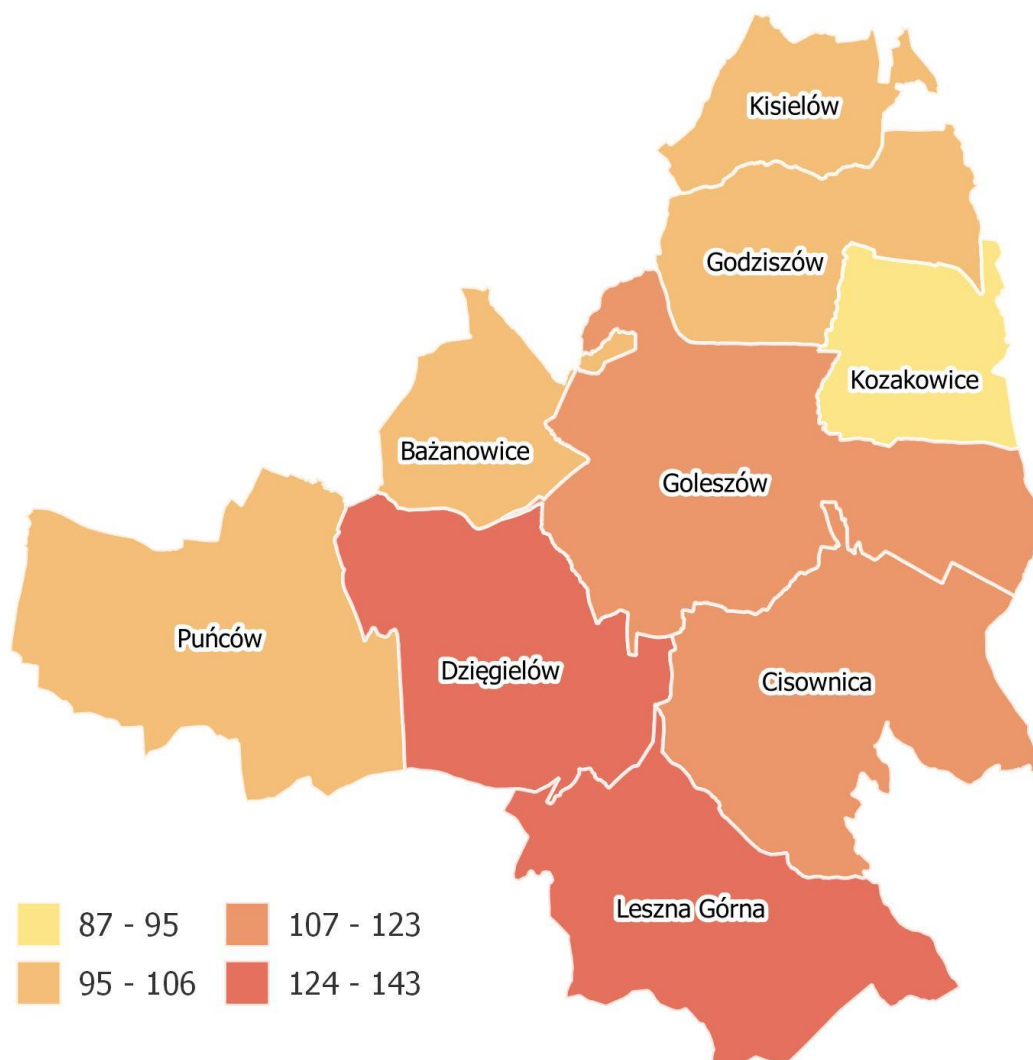 Kisielów
Godziszów
Kozakowice
Bażanowice
Goleszów
Puńców
Dzięgielów
Cisownica
Leszna Górna
87 - 95
107 - 123
95 - 106
124 - 143